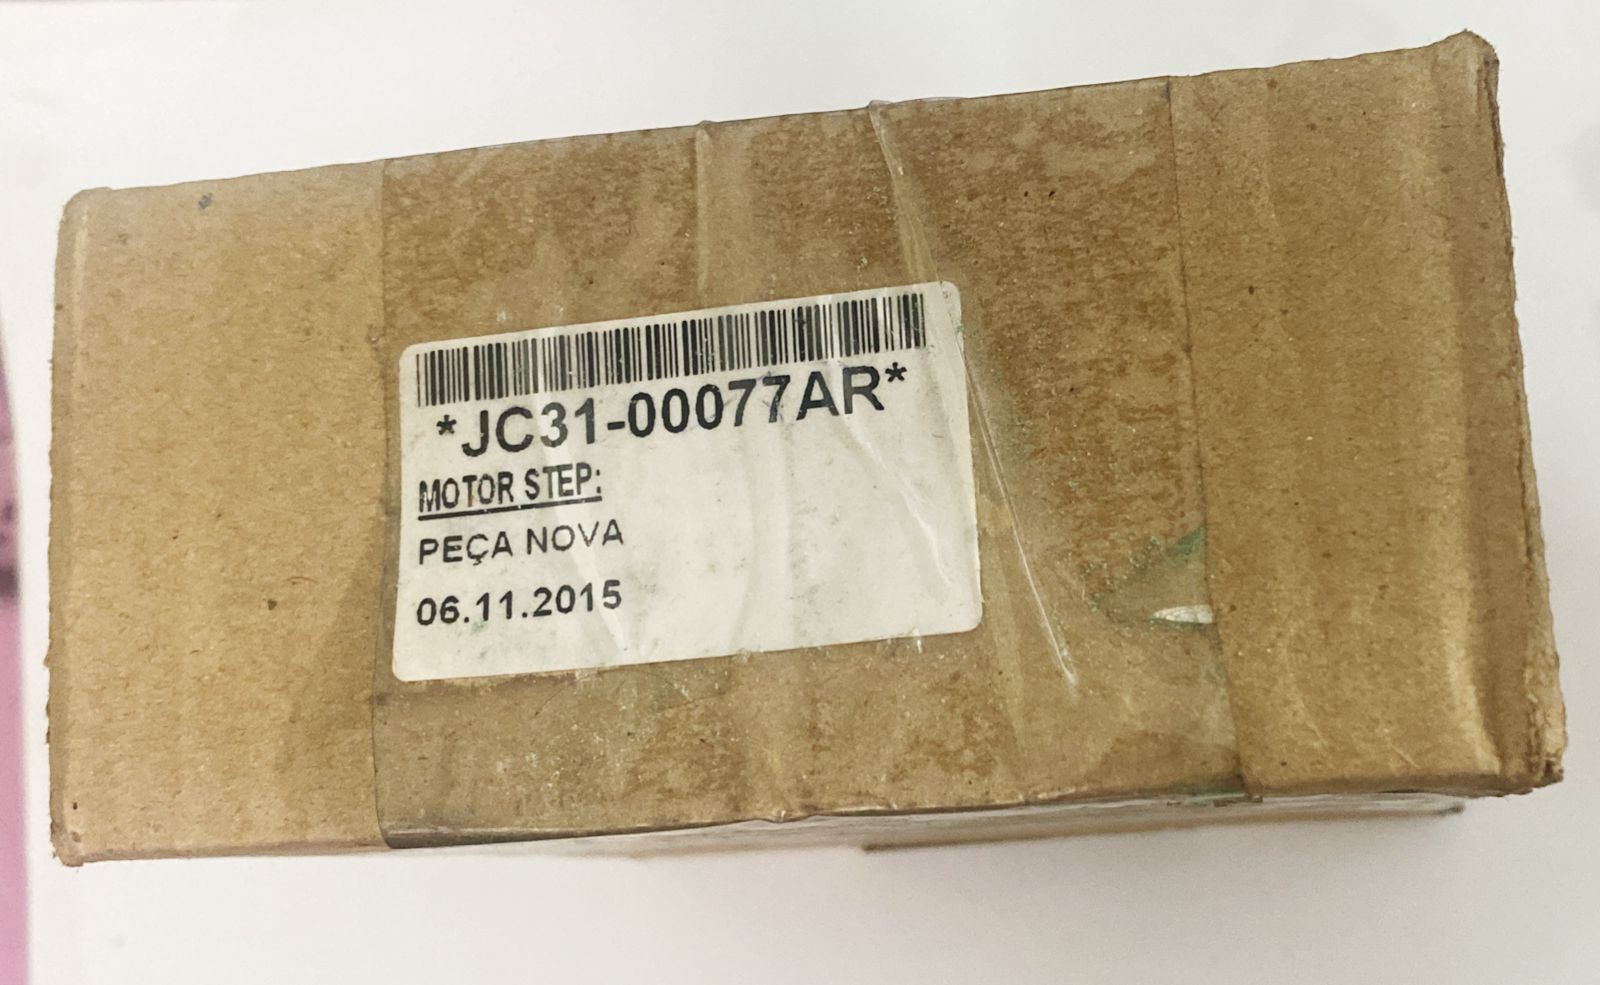 *JC31-00077AR*
MOTOR STEP:
PEÇA NOVA
06.11.2015